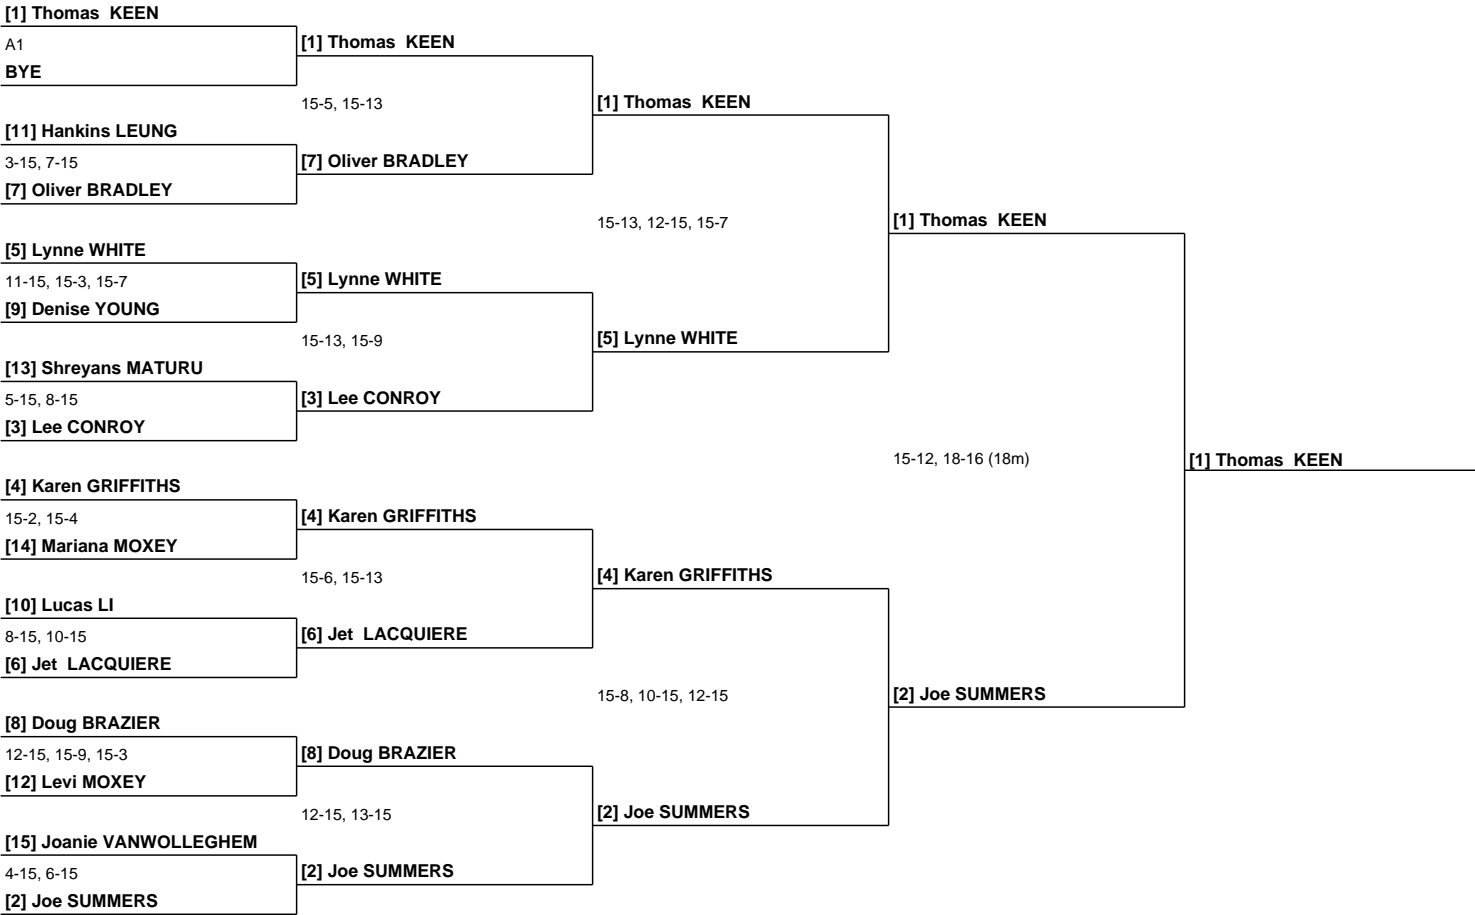 [1] Thomas  KEEN
A1
BYE
[11] Hankins LEUNG
3-15, 7-15
[7] Oliver BRADLEY
[5] Lynne WHITE
11-15, 15-3, 15-7
[9] Denise YOUNG
[13] Shreyans MATURU
5-15, 8-15
[3] Lee CONROY
[4] Karen GRIFFITHS
15-2, 15-4
[14] Mariana MOXEY
[10] Lucas LI
8-15, 10-15
[6] Jet  LACQUIERE
[8] Doug BRAZIER
12-15, 15-9, 15-3
[12] Levi MOXEY
[15] Joanie VANWOLLEGHEM
4-15, 6-15
[2] Joe SUMMERS
[1] Thomas  KEEN
15-5, 15-13
[7] Oliver BRADLEY
[5] Lynne WHITE
15-13, 15-9
[3] Lee CONROY
[4] Karen GRIFFITHS
15-6, 15-13
[6] Jet  LACQUIERE
[8] Doug BRAZIER
12-15, 13-15
[2] Joe SUMMERS
[1] Thomas  KEEN
15-13, 12-15, 15-7
[5] Lynne WHITE
[4] Karen GRIFFITHS
15-8, 10-15, 12-15
[2] Joe SUMMERS
[1] Thomas  KEEN
15-12, 18-16 (18m)
[2] Joe SUMMERS
[1] Thomas  KEEN